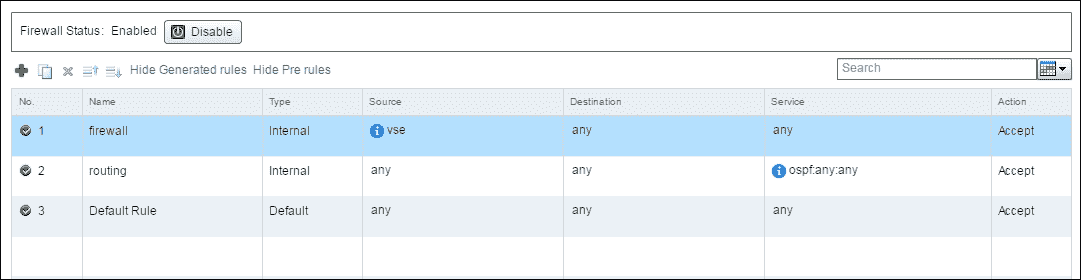 Firewall Status: Enabled Disable
Hide Generated rules Hide Pre rules Search
No. Name Type Source Destination Service Action
1 firewall Internal vse any any Accept
2 routing Internal any any ospf:any:any Accept
3 Default Rule Default any any any Accept